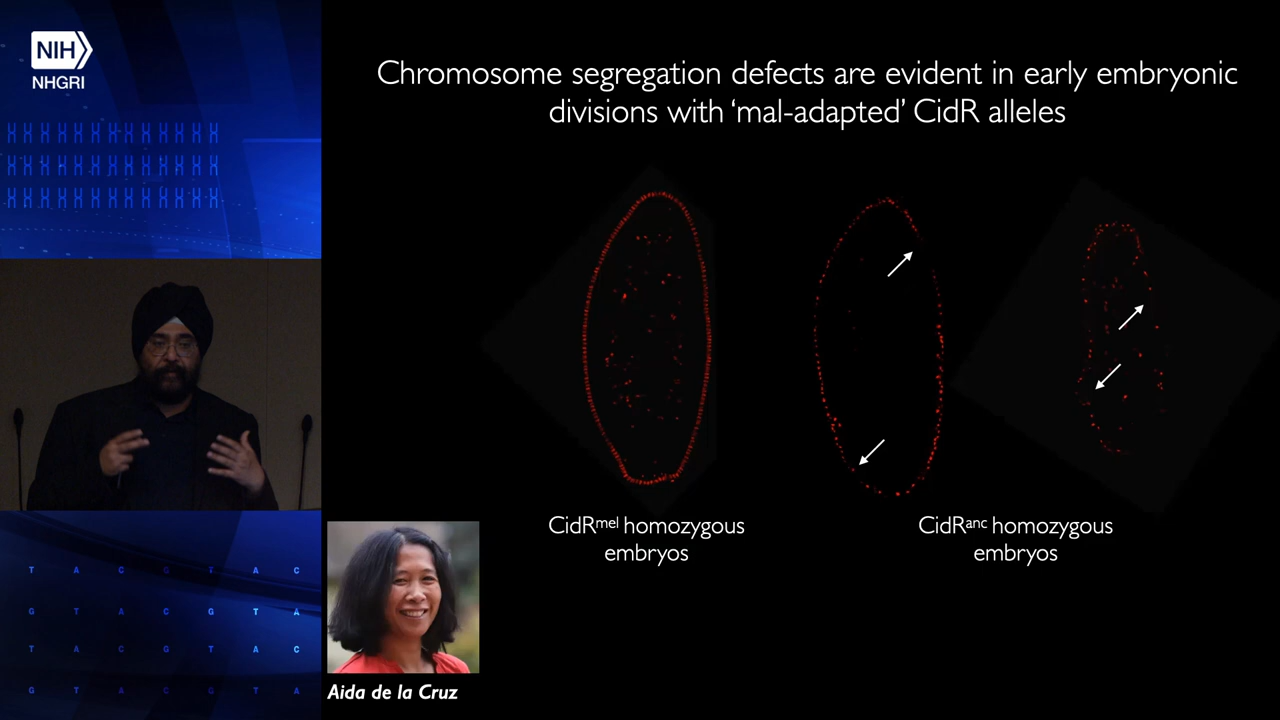 NIH
NHGRI
Chromosome segregation defects are evident in early embryonic
divisions with ‘mal-adapted’ CidR alleles
CidRmel homozygous
embryos
CidRanc homozygous
embryos
T A C G T A C
G T A C G T A
T A C G T A C
G T A C G T A
Aida de la Cruz